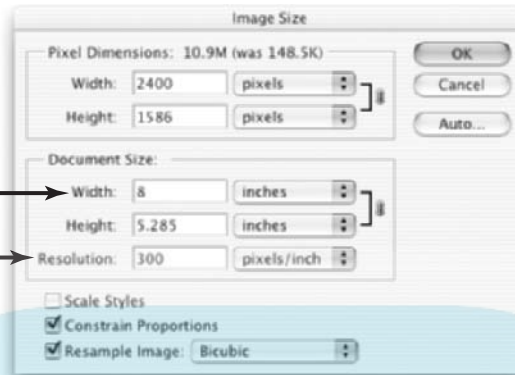 Image Size
Pixel Dimensions: 10.9M (was 148.5K)
Width: 2400 pixels
Height: 1586 pixels
OK
Cancel
Auto...
Document Size:
Width: 8 inches
Height: 5.285 inches
Resolution: 300 pixels/inch
Scale Styles
Constrain Proportions
Resample Image: Bicubic